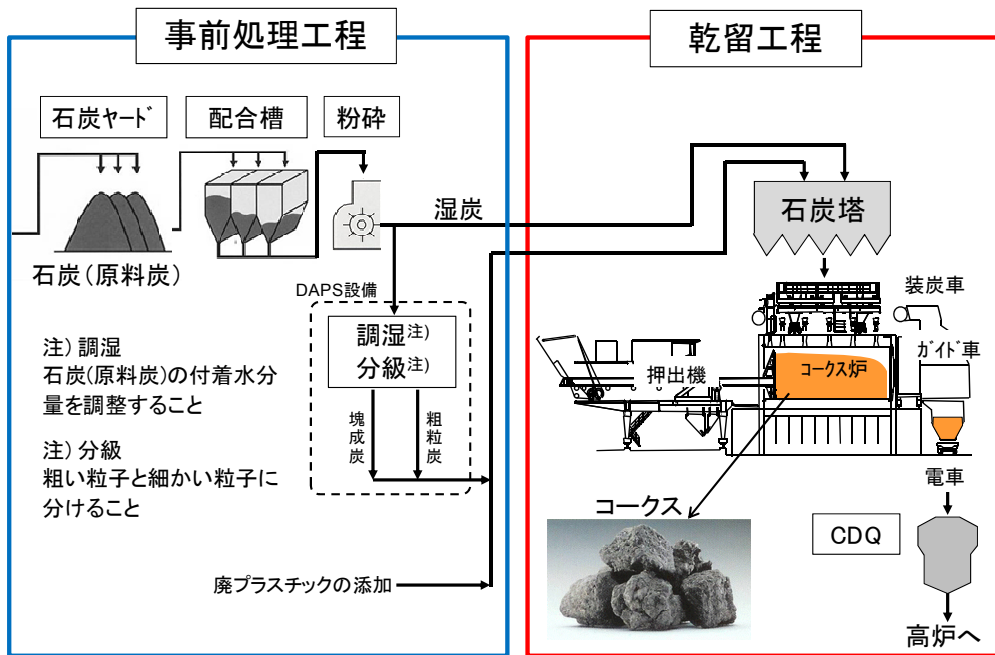 事前処理工程
石炭ヤード
配合槽
粉砕
石炭(原料炭)
湿炭
DAPS設備
調湿注)
分級注)
塊成炭
粗粒炭
注) 調湿
石炭(原料炭)の付着水分
量を調整すること
注) 分級
粗い粒子と細かい粒子に
分けること
廃プラスチックの添加
乾留工程
石炭塔
装炭車
ガイド車
押出機
コークス炉
電車
コークス
CDQ
高炉へ